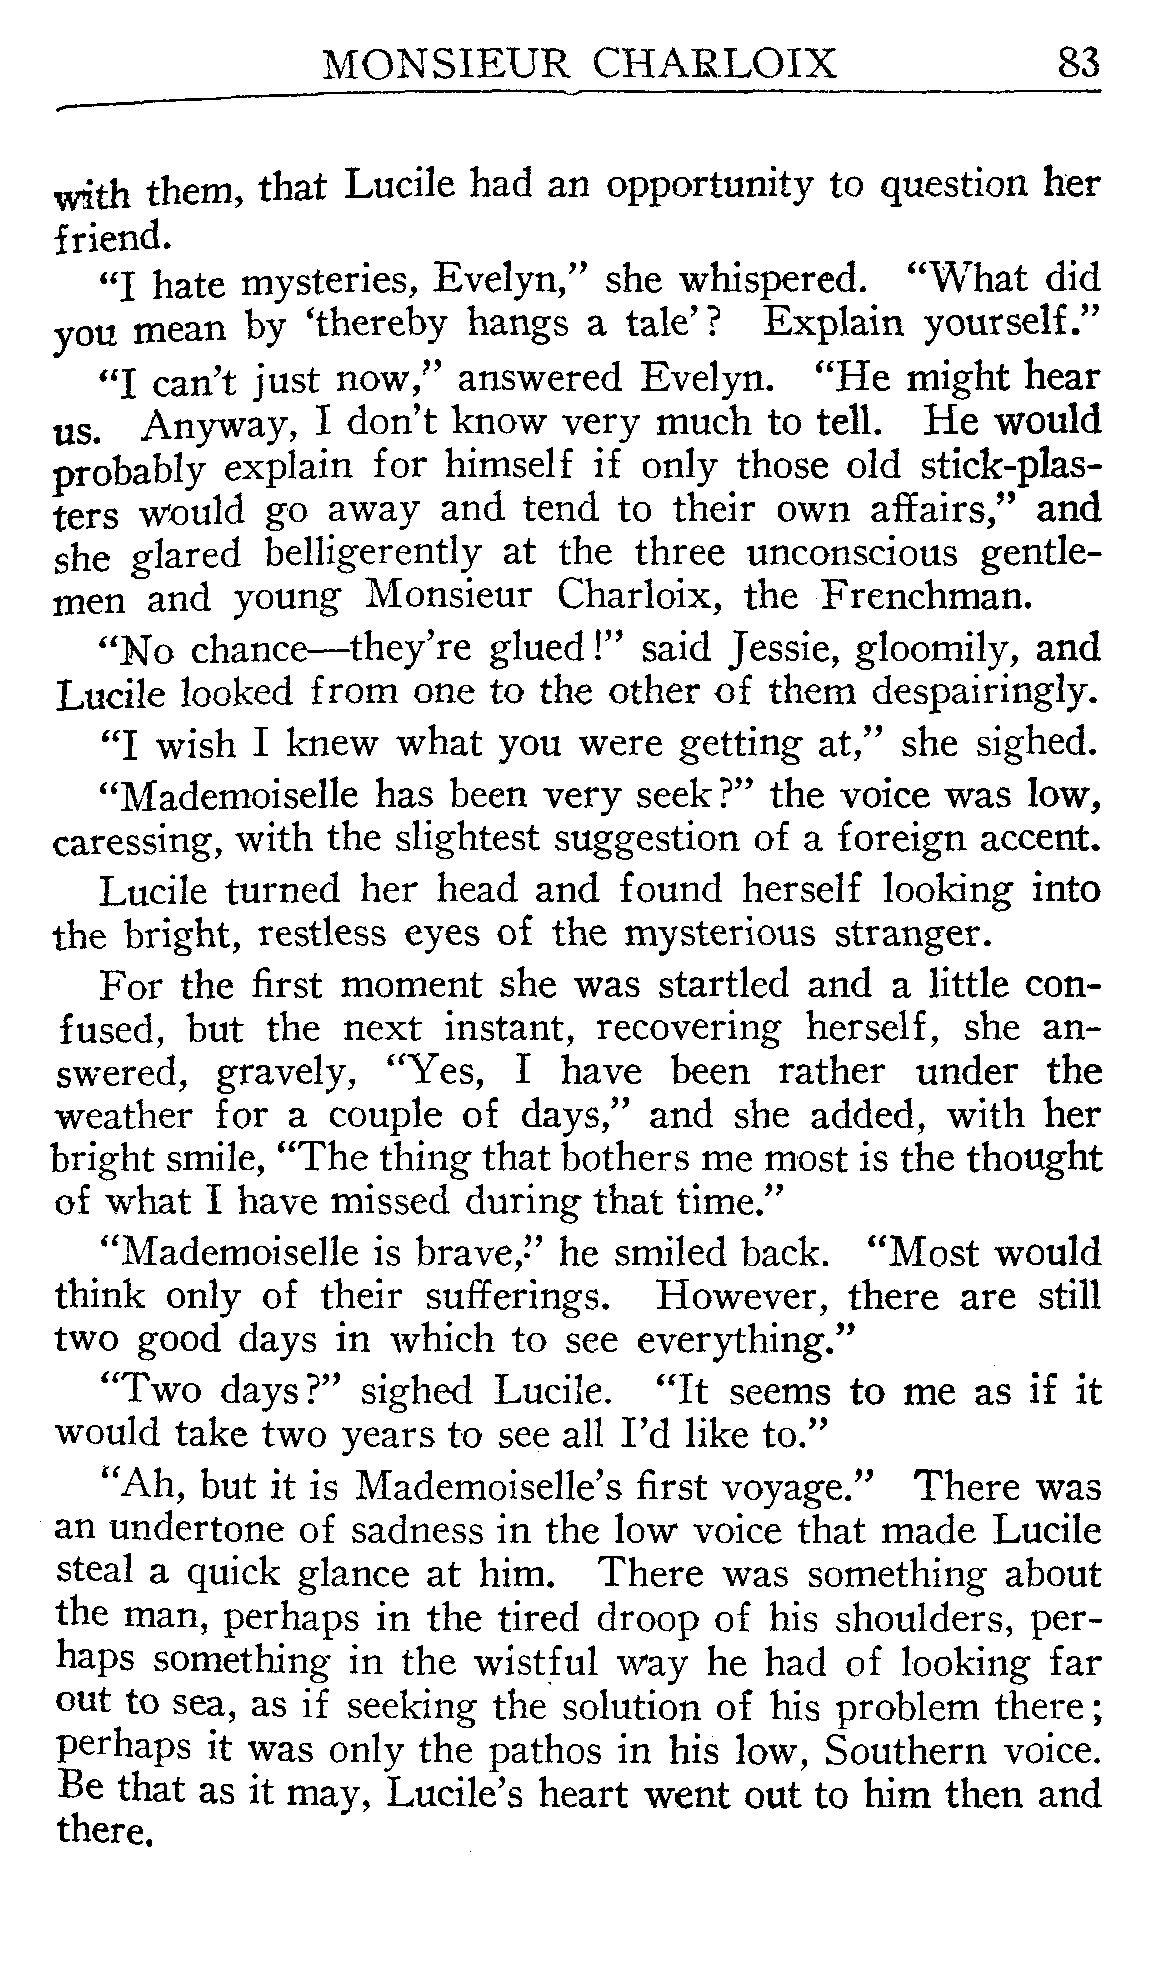 MONSIEUR CHARLOIX 83
with them, that Lucile had an opportunity to question her
friend.
“I hate mysteries, Evelyn,” she whispered. “What did
you mean by ‘thereby hangs a tale’? Explain yourself.”
“I can’t just now,” answered Evelyn. “He might hear
us. Anyway, I don’t know very much to tell. He would
probably explain for himself if only those old stick-plas-
ters would go away and tend to their own affairs,” and
she glared belligerently at the three unconscious gentle-
men and young Monsieur Charloix, the Frenchman.
“No chance—they’re glued!” said Jessie, gloomily, and
Lucile looked from one to the other of them despairingly.
“I wish I knew what you were getting at,” she sighed.
“Mademoiselle has been very seek?” the voice was low,
caressing, with the slightest suggestion of a foreign accent.
Lucile turned her head and found herself looking into
the bright, restless eyes of the mysterious stranger.
For the first moment she was startled and a little con-
fused, but the next instant, recovering herself, she an-
swered, gravely, “Yes, I have been rather under the
weather for a couple of days,” and she added, with her
bright smile, “The thing that bothers me most is the thought
of what I have missed during that time.”
“Mademoiselle is brave,” he smiled back. “Most would
think only of their sufferings. However, there are still
two good days in which to see everything.”
“Two days?” sighed Lucile. “It seems to me as if it
would take two years to see all I’d like to.”
“Ah, but it is Mademoiselle’s first voyage.” There was
an undertone of sadness in the low voice that made Lucile
steal a quick glance at him. There was something about
the man, perhaps in the tired droop of his shoulders, per-
haps something in the wistful way he had of looking far
out to sea, as if seeking the solution of his problem there;
perhaps it was only the pathos in his low, Southern voice.
Be that as it may, Lucile’s heart went out to him then and
there.